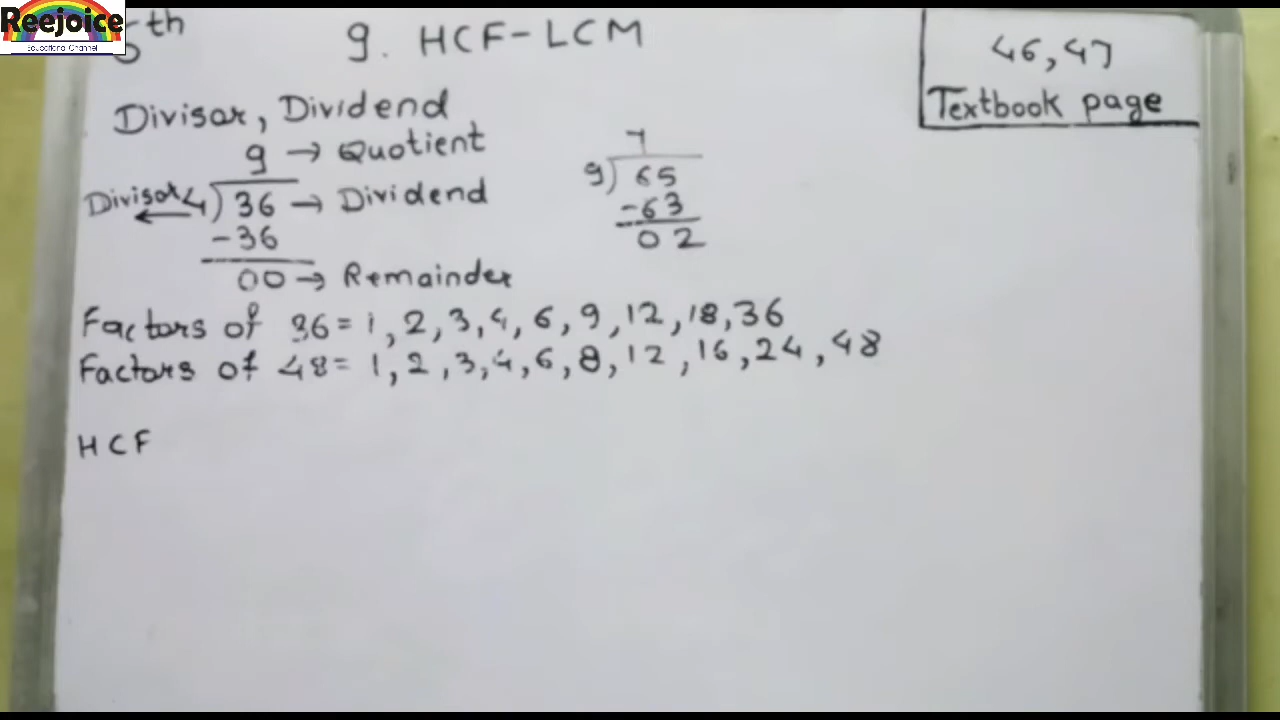 Reejoice
Educational Channel
th
9. HCF-LCM
46, 47
Textbook page
Divisor, Dividend
9 → Quotient
Divisor 4) 36 → Dividend
-36
00 → Remainder
7
9) 65
-63
02
Factors of 36 = 1, 2, 3, 4, 6, 9, 12, 18, 36
Factors of 48 = 1, 2, 3, 4, 6, 8, 12, 16, 24, 48
HCF